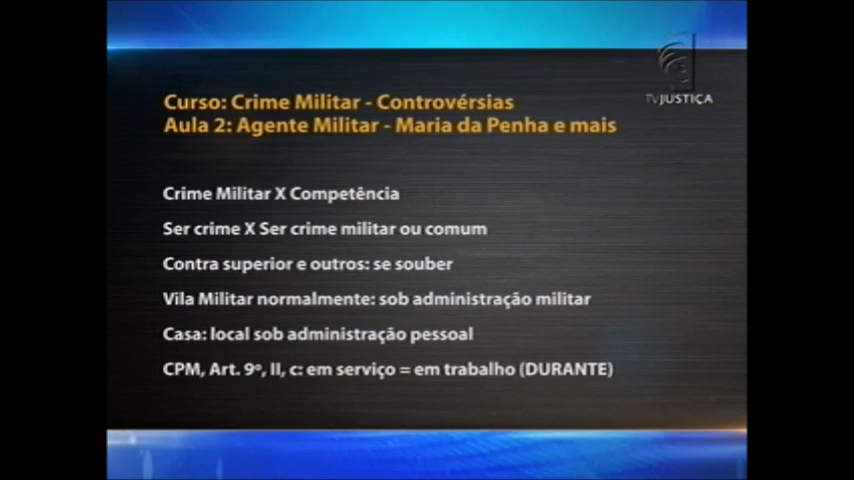 TV JUSTIÇA
Curso: Crime Militar - Controvérsias
Aula 2: Agente Militar - Maria da Penha e mais
Crime Militar X Competência
Ser crime X Ser crime militar ou comum
Contra superior e outros: se souber
Vila Militar normalmente: sob administração militar
Casa: local sob administração pessoal
CPM, Art. 9º, II, c: em serviço = em trabalho (DURANTE)